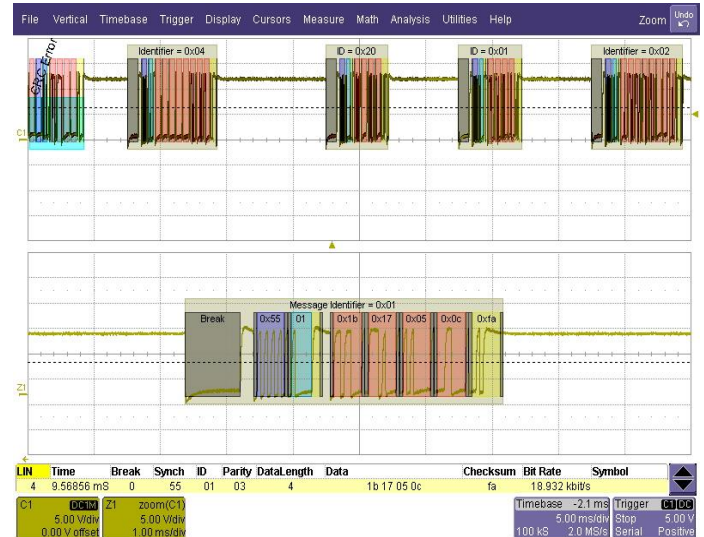 File Vertical Timebase Trigger Display Cursors Measure Math Analysis Utilities Help Zoom Undo
CRC Error
Identifier = 0x04 ID = 0x20 ID = 0x01 Identifier = 0x02
C1
Message Identifier = 0x01
Break 0x55 01 0x1b 0x17 0x05 0x0c 0xfa
Z1
LIN Time Break Synch ID Parity DataLength Data Checksum Bit Rate Symbol
4 9.56856 mS 0 55 01 03 4 1b 17 05 0c fa 18.932 kbit/s
C1 DC1M Z1 zoom(C1) Timebase -2.1 ms Trigger C1 DC
5.00 V/div 5.00 V/div 5.00 ms/div Stop 5.00 V
0.00 V offset 1.00 ms/div 100 kS 2.0 MS/s Serial Positive